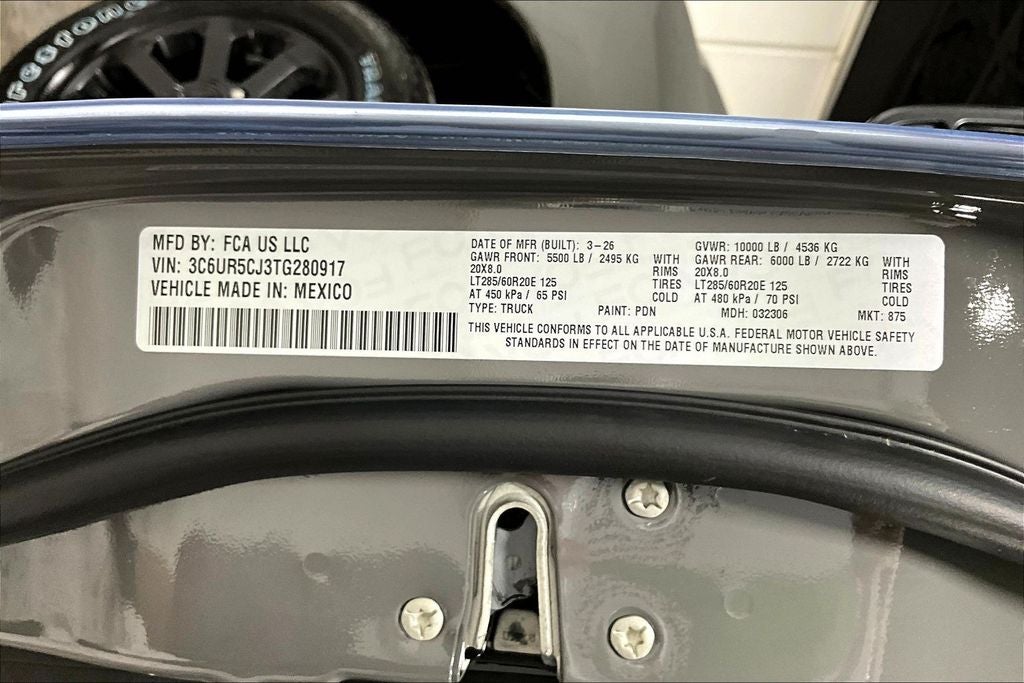 Firestone
MFD BY: FCA US LLC
VIN: 3C6UR5CJ3TG280917
VEHICLE MADE IN: MEXICO
DATE OF MFR (BUILT): 3-26
GAWR FRONT: 5500 LB / 2495 KG WITH
20X8.0 RIMS
LT285/60R20E 125 TIRES
AT 450 kPa / 65 PSI COLD
TYPE: TRUCK PAINT: PDN
GVWR: 10000 LB / 4536 KG
GAWR REAR: 6000 LB / 2722 KG WITH
20X8.0 RIMS
LT285/60R20E 125 TIRES
AT 480 kPa / 70 PSI COLD
MDH: 032306 MKT: 875
THIS VEHICLE CONFORMS TO ALL APPLICABLE U.S.A. FEDERAL MOTOR VEHICLE SAFETY
STANDARDS IN EFFECT ON THE DATE OF MANUFACTURE SHOWN ABOVE.